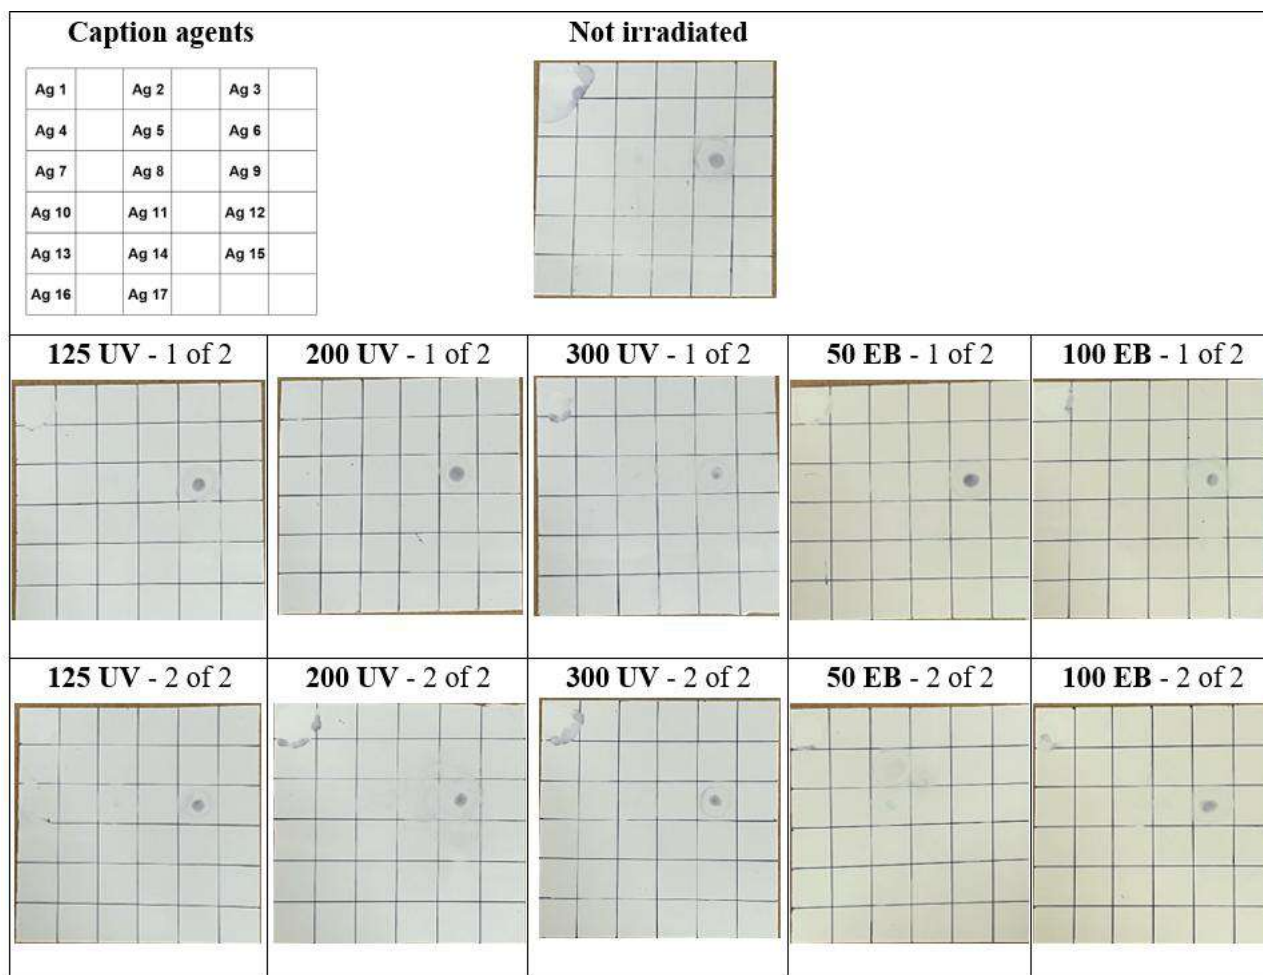 Caption agents
Not irradiated
Ag 1 Ag 2 Ag 3
Ag 4 Ag 5 Ag 6
Ag 7 Ag 8 Ag 9
Ag 10 Ag 11 Ag 12
Ag 13 Ag 14 Ag 15
Ag 16 Ag 17
125 UV - 1 of 2
200 UV - 1 of 2
300 UV - 1 of 2
50 EB - 1 of 2
100 EB - 1 of 2
125 UV - 2 of 2
200 UV - 2 of 2
300 UV - 2 of 2
50 EB - 2 of 2
100 EB - 2 of 2